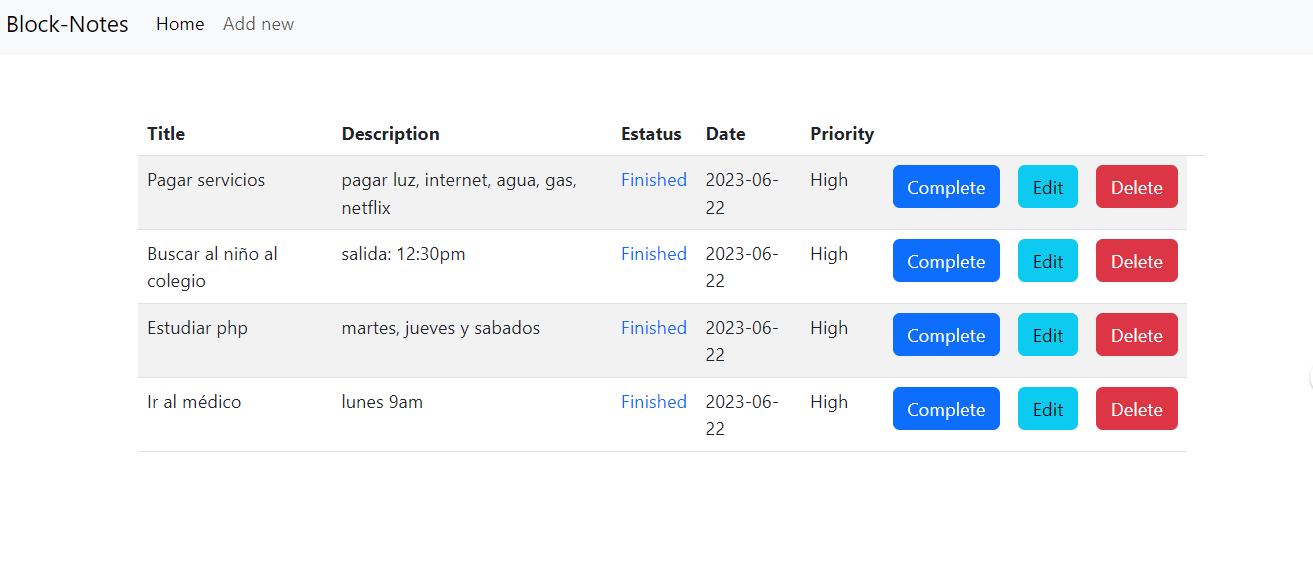 Block-Notes Home Add new
Title Description Estatus Date Priority
Pagar servicios pagar luz, internet, agua, gas, Finished 2023-06- High Complete Edit Delete
netflix 22
Buscar al niño al salida: 12:30pm Finished 2023-06- High Complete Edit Delete
colegio 22
Estudiar php martes, jueves y sabados Finished 2023-06- High Complete Edit Delete
22
Ir al médico lunes 9am Finished 2023-06- High Complete Edit Delete
22